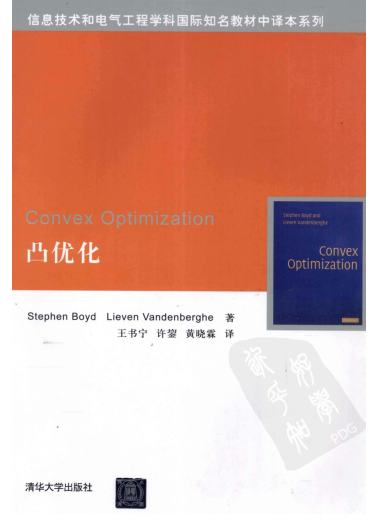 信息技术和电气工程学科国际知名教材中译本系列
Convex Optimization
凸优化
Stephen Boyd and
Lieven Vandenberghe
Convex
Optimization
Stephen Boyd Lieven Vandenberghe 著
王书宁 许鋆 黄晓霖 译
PDG
清华大学出版社